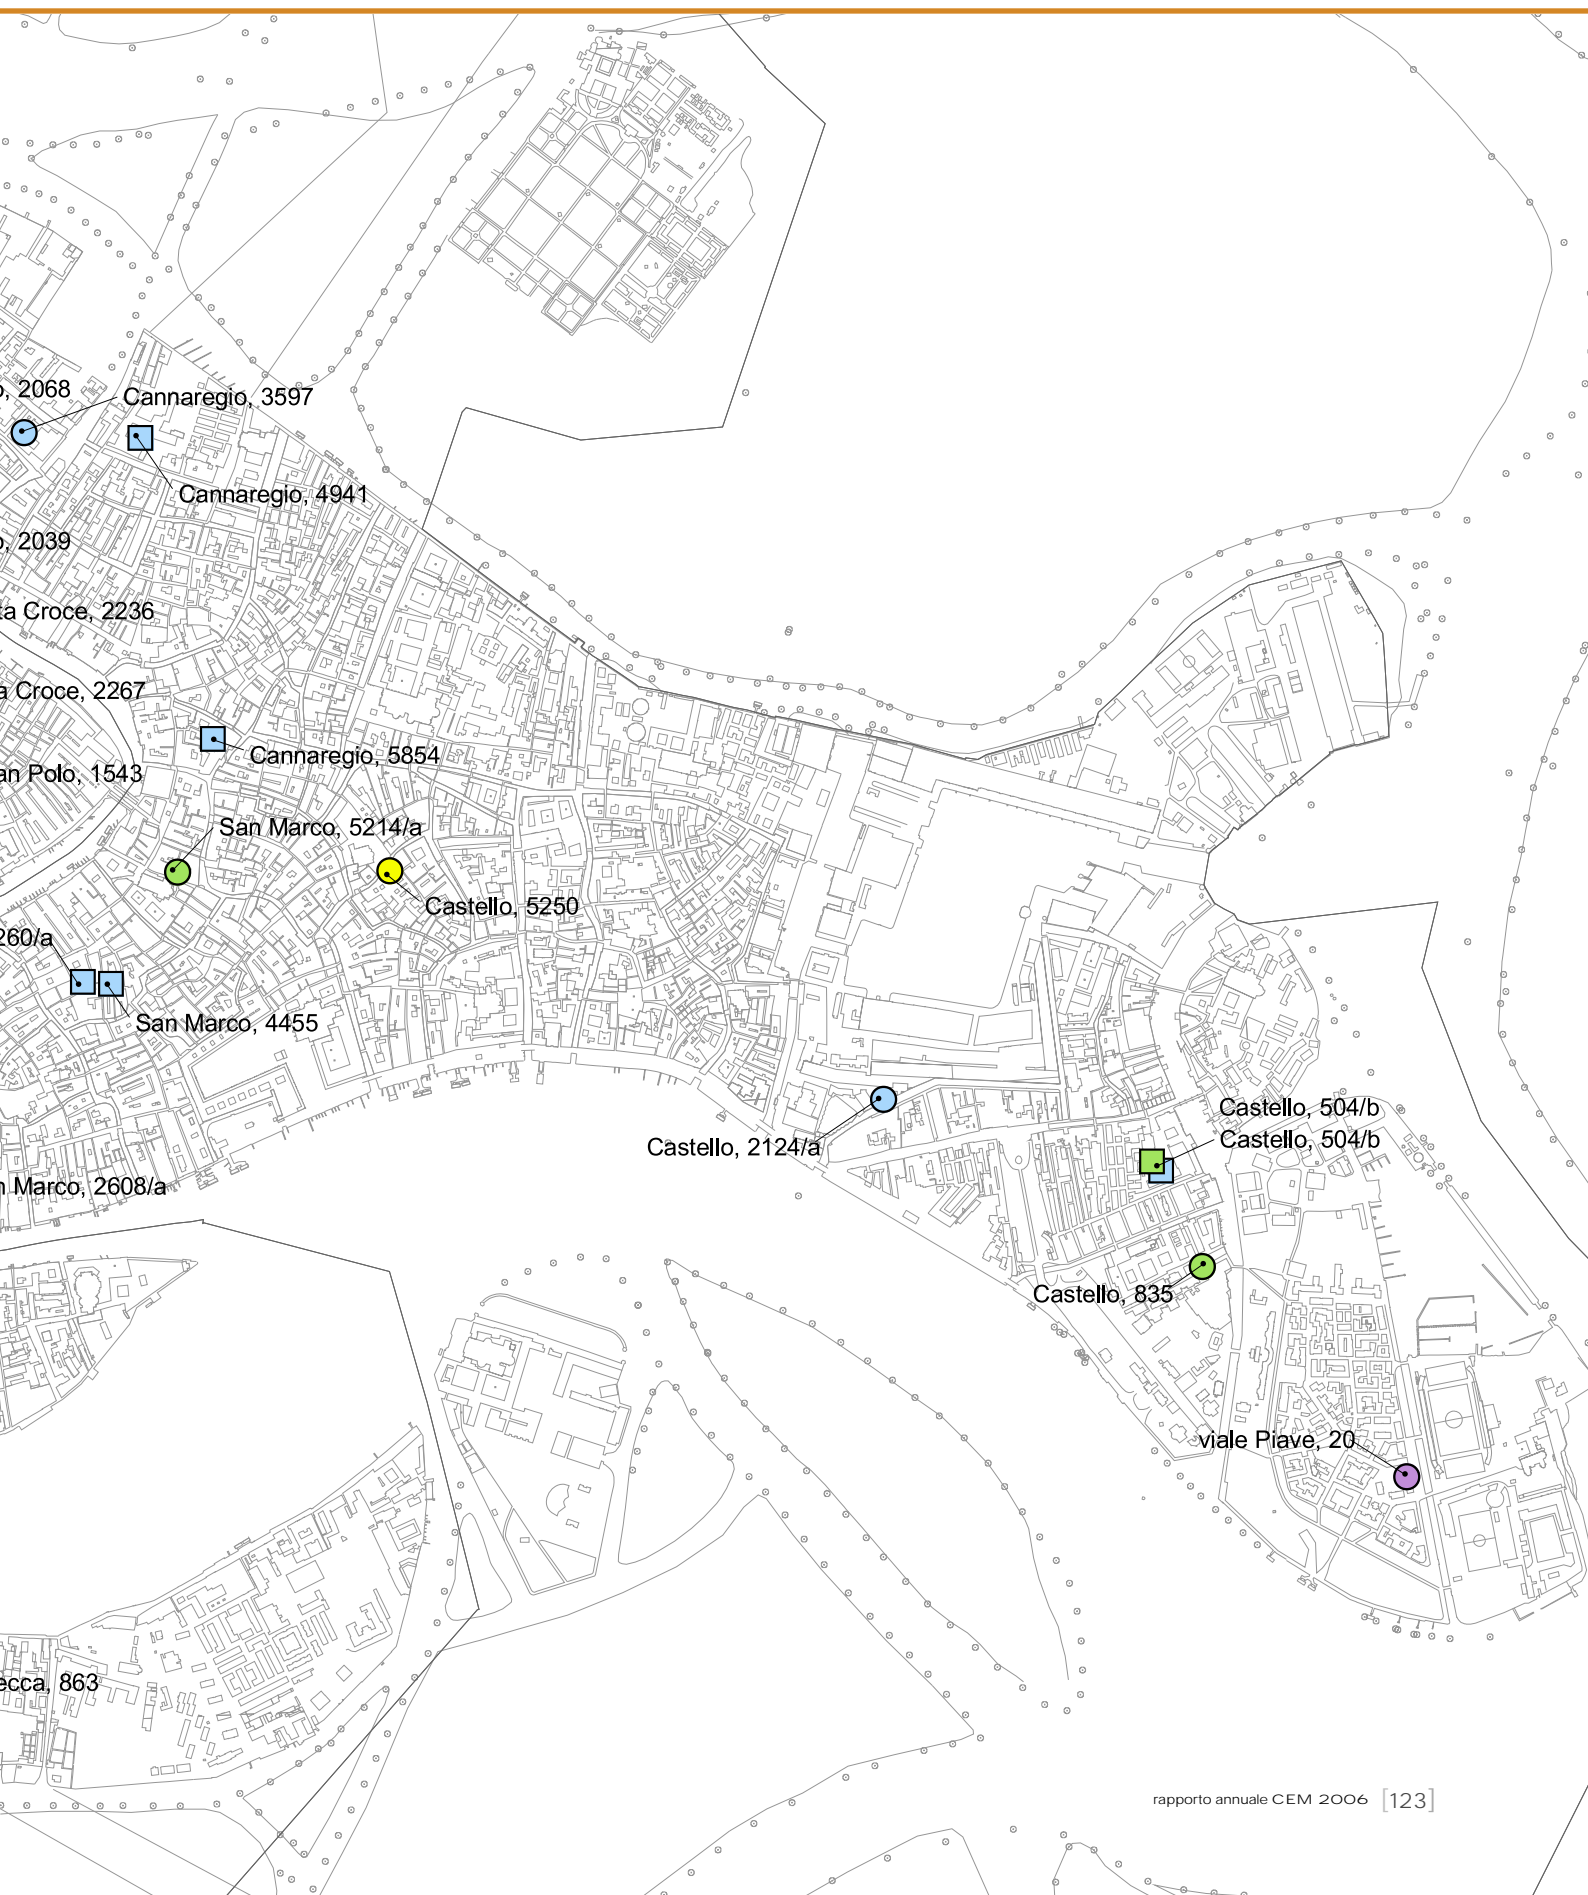 o, 2068
Cannaregio, 3597
Cannaregio, 4941
o, 2039
ta Croce, 2236
a Croce, 2267
Cannaregio, 5854
an Polo, 1543
San Marco, 5214/a
Castello, 5250
260/a
San Marco, 4455
Castello, 504/b
Castello, 2124/a
Castello, 504/b
n Marco, 2608/a
Castello, 835
viale Piave, 20
ecca, 863
rapporto annuale CEM 2006 [123]